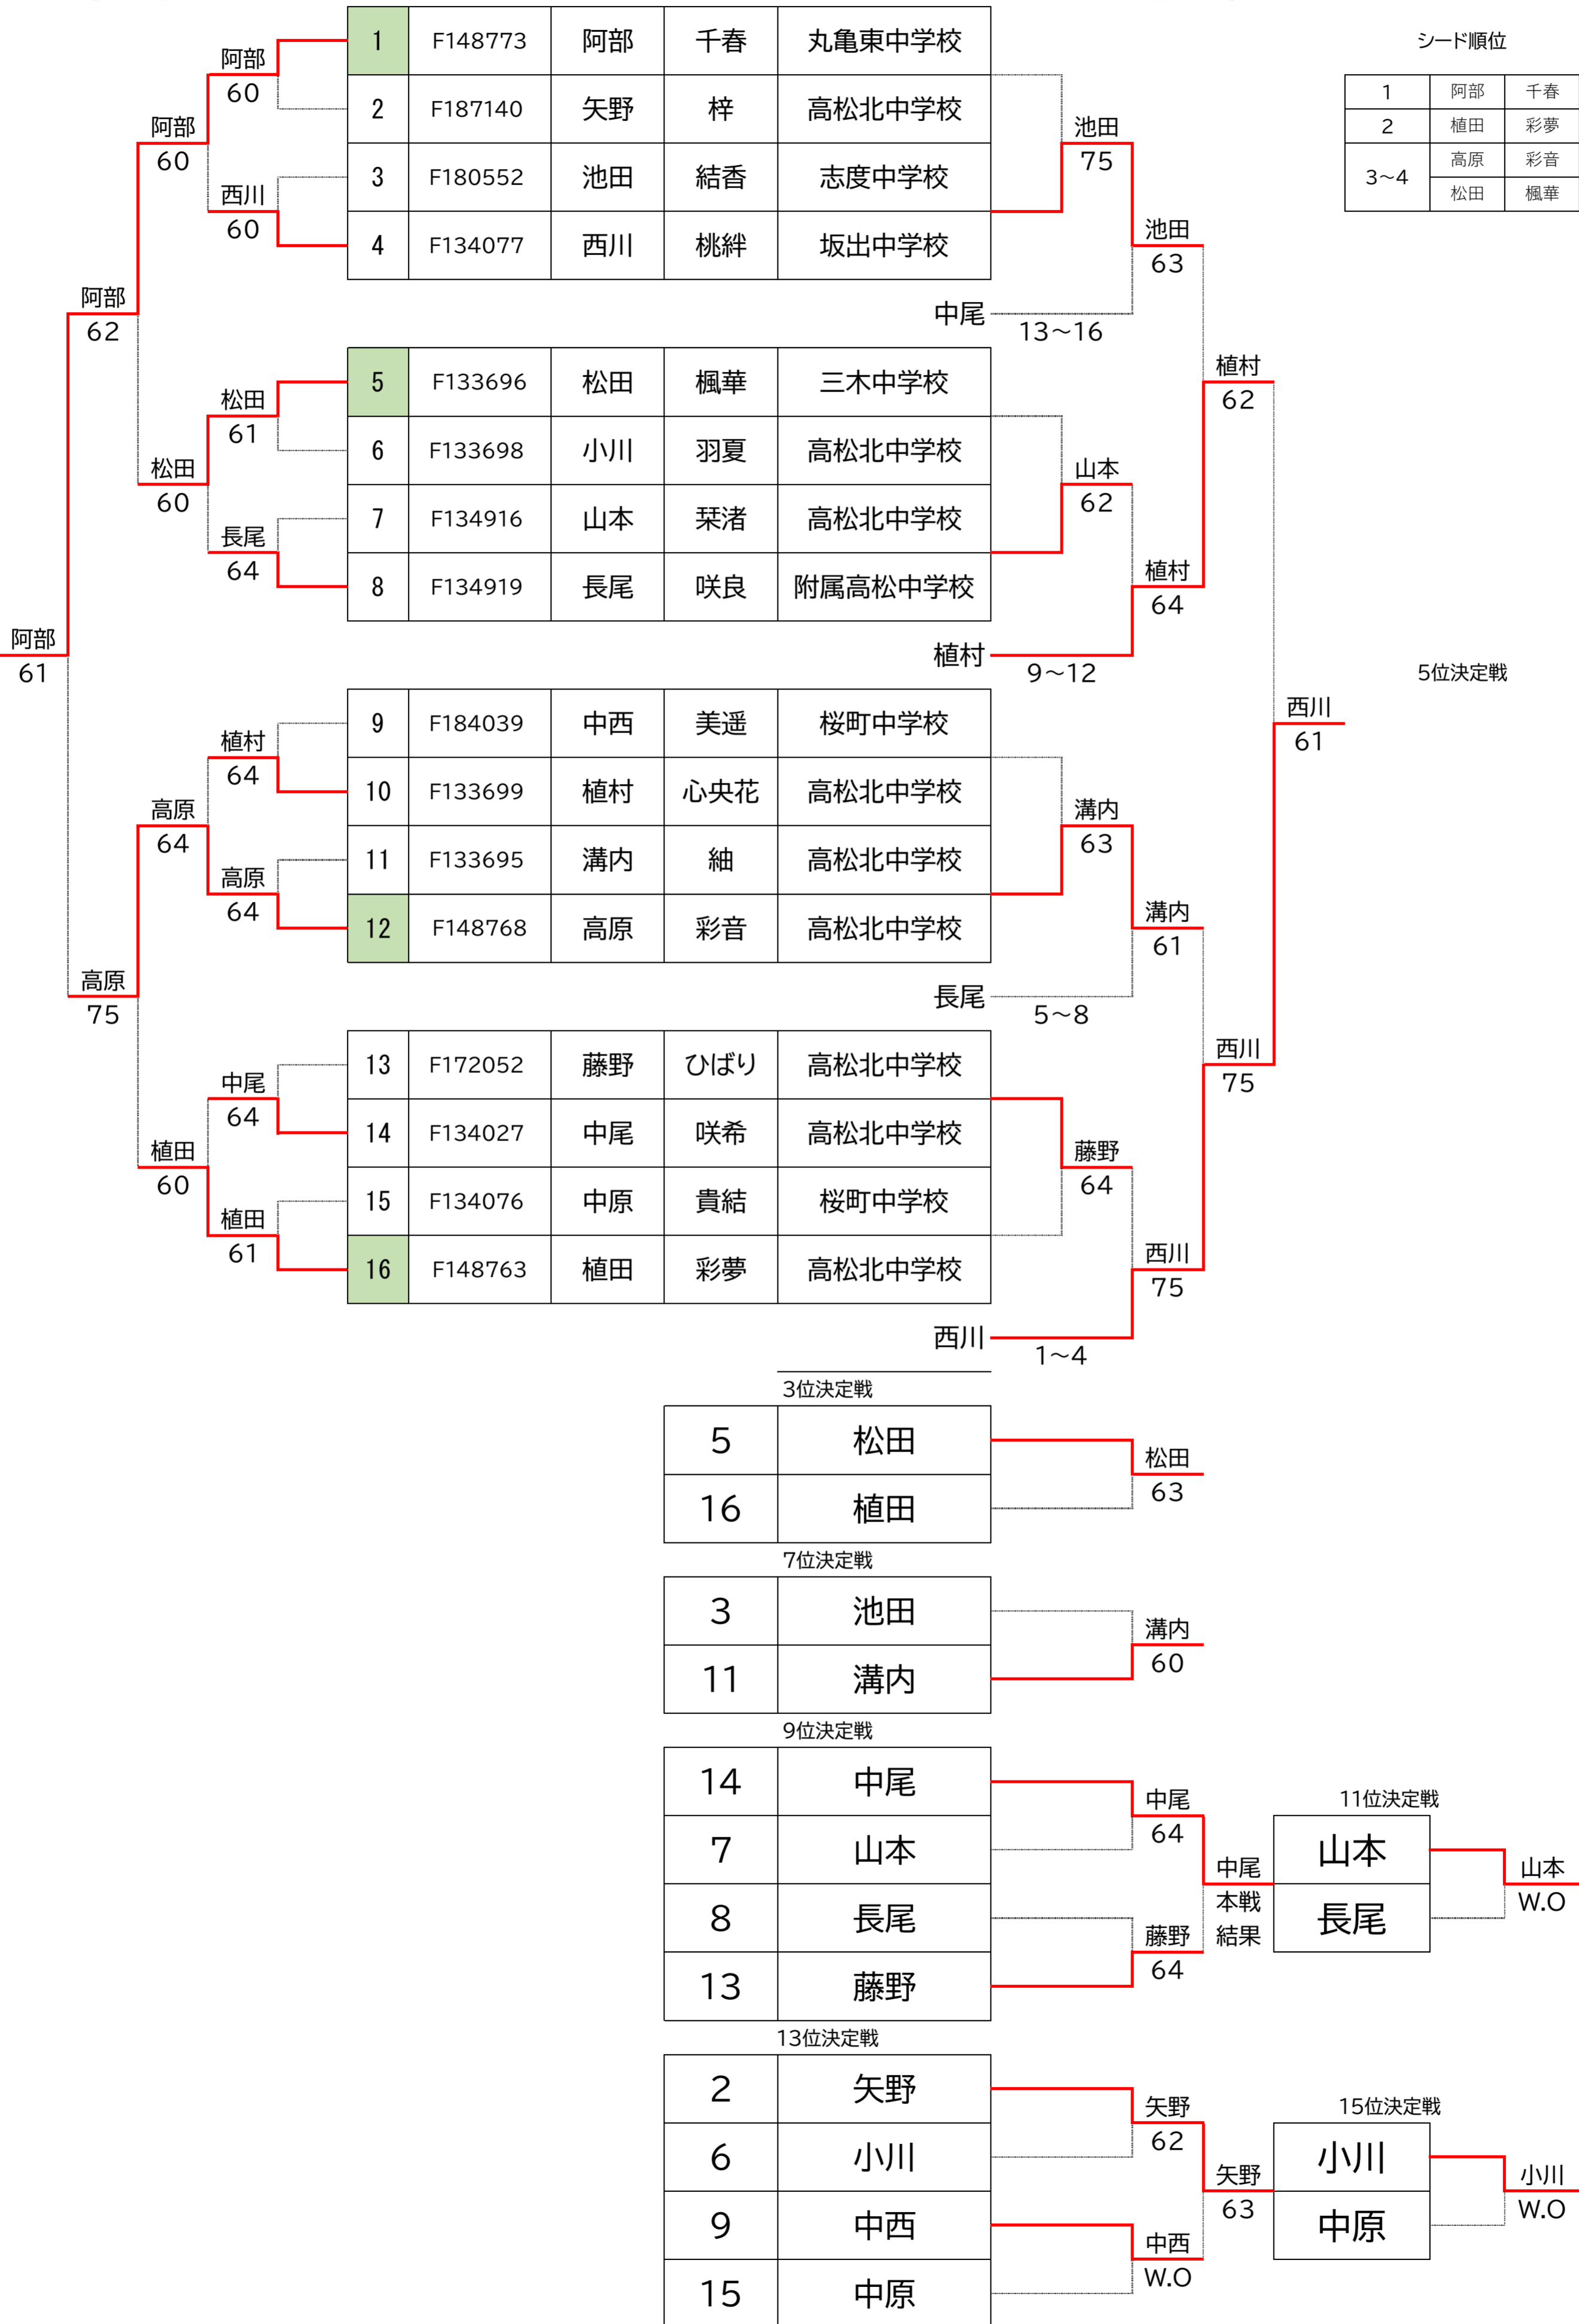 シード順位
1 阿部 千春
2 植田 彩夢
3～4 高原 彩音
松田 楓華
1 F148773 阿部 千春 丸亀東中学校
2 F187140 矢野 梓 高松北中学校
3 F180552 池田 結香 志度中学校
4 F134077 西川 桃絆 坂出中学校
5 F133696 松田 楓華 三木中学校
6 F133698 小川 羽夏 高松北中学校
7 F134916 山本 栞渚 高松北中学校
8 F134919 長尾 咲良 附属高松中学校
9 F184039 中西 美遥 桜町中学校
10 F133699 植村 心央花 高松北中学校
11 F133695 溝内 紬 高松北中学校
12 F148768 高原 彩音 高松北中学校
13 F172052 藤野 ひばり 高松北中学校
14 F134027 中尾 咲希 高松北中学校
15 F134076 中原 貴結 桜町中学校
16 F148763 植田 彩夢 高松北中学校
阿部
60
西川
60
松田
61
長尾
64
植村
64
高原
64
中尾
64
植田
61
阿部
60
松田
60
高原
64
植田
60
阿部
62
高原
75
阿部
61
中尾 13～16
植村 9～12
長尾 5～8
西川 1～4
池田
75
山本
62
溝内
63
藤野
64
池田
63
植村
64
溝内
61
西川
75
植村
62
西川
75
5位決定戦
西川
61
3位決定戦
5 松田
16 植田
松田
63
7位決定戦
3 池田
11 溝内
溝内
60
9位決定戦
14 中尾
7 山本
8 長尾
13 藤野
中尾
64
藤野
64
中尾
本戦
結果
11位決定戦
山本
長尾
山本
W.O
13位決定戦
2 矢野
6 小川
9 中西
15 中原
矢野
62
中西
W.O
矢野
63
15位決定戦
小川
中原
小川
W.O